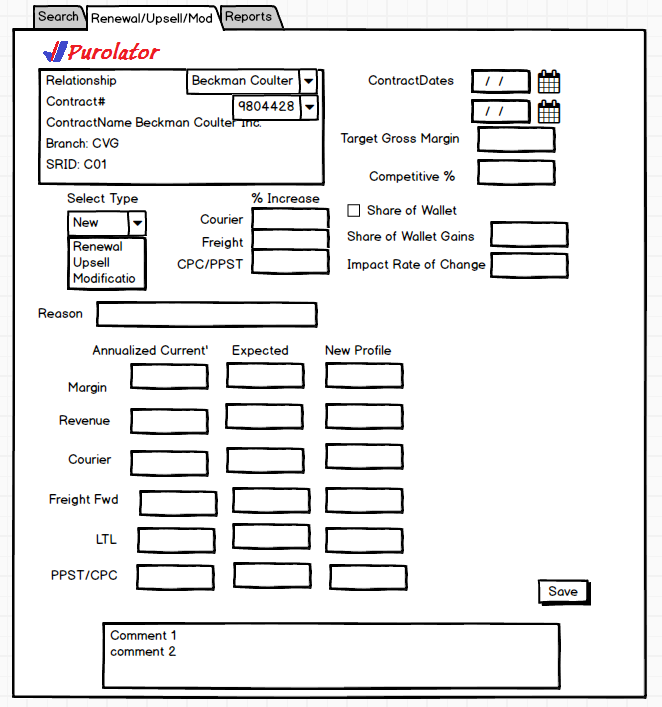 Search Renewal/Upsell/Mod Reports
Purolator
Relationship Beckman Coulter
Contract# 9804428
ContractName Beckman Coulter Inc.
Branch: CVG
SRID: C01
ContractDates / /
/ /
Target Gross Margin
Competitive %
Select Type
New
Renewal
Upsell
Modificatio
% Increase
Courier
Freight
CPC/PPST
Share of Wallet
Share of Wallet Gains
Impact Rate of Change
Reason
Annualized Current' Expected New Profile
Margin
Revenue
Courier
Freight Fwd
LTL
PPST/CPC
Save
Comment 1
comment 2